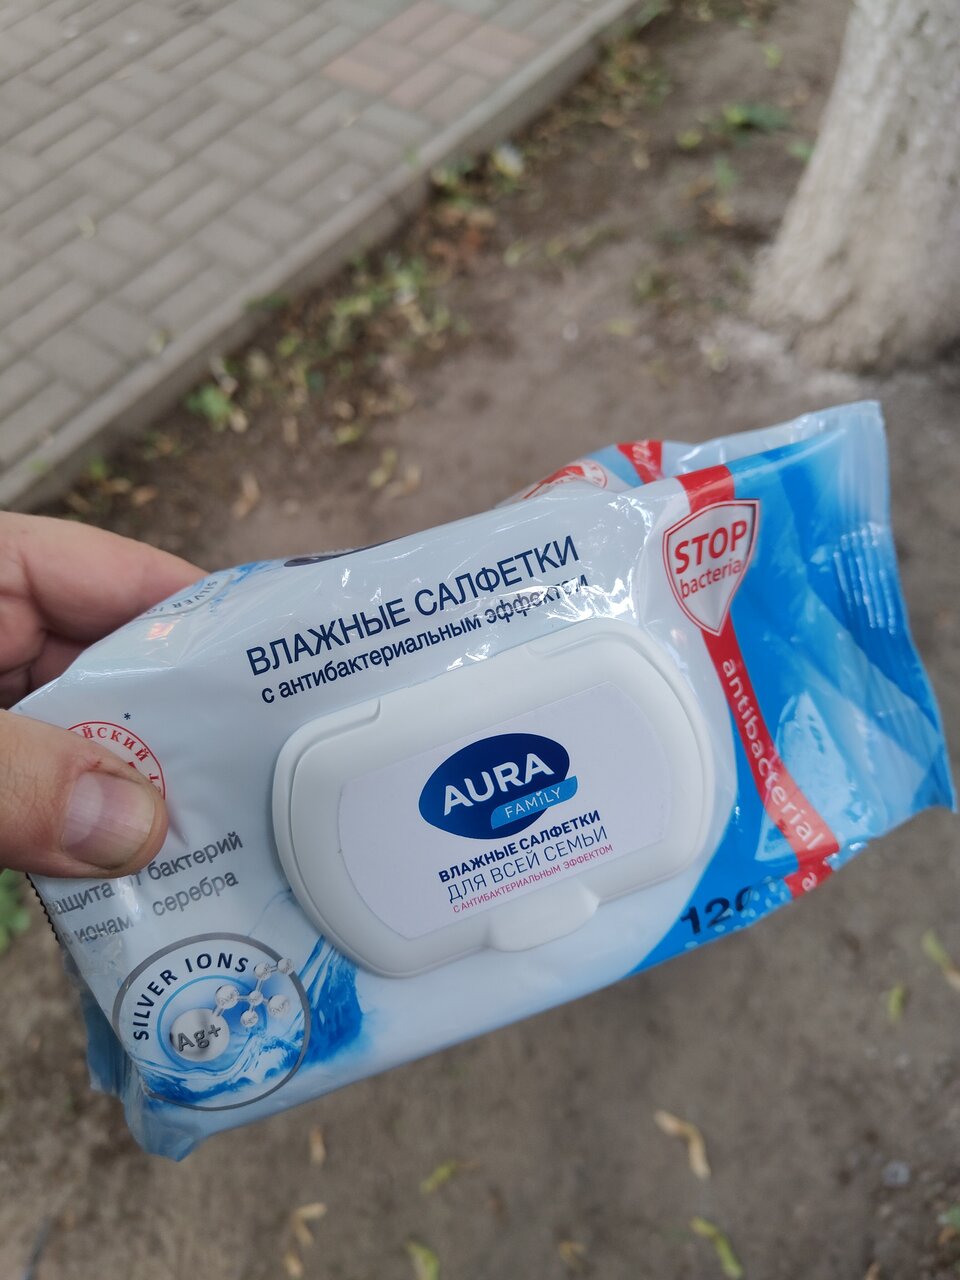 ВЛАЖНЫЕ САЛФЕТКИ
с антибактериальным эффектом
STOP
bacteria
antibacterial
AURA
FAMILY
ВЛАЖНЫЕ САЛФЕТКИ
ДЛЯ ВСЕЙ СЕМЬИ
С АНТИБАКТЕРИАЛЬНЫМ ЭФФЕКТОМ
бактерий
серебра
SILVER IONS
Ag+
SILVER